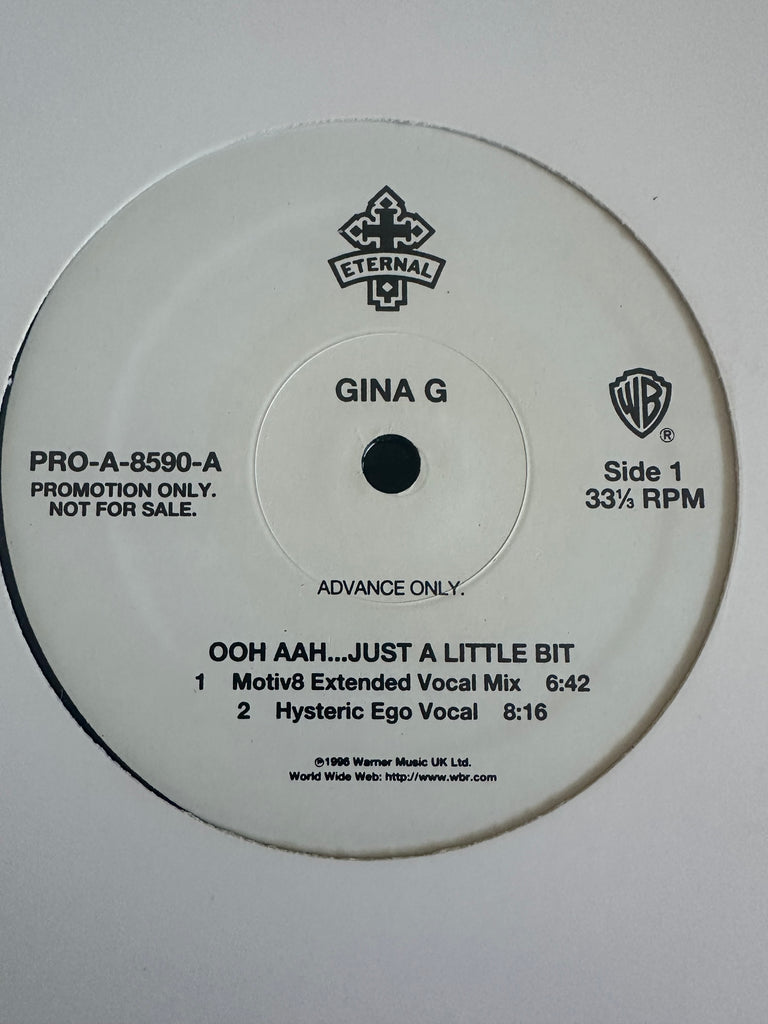 ETERNAL
GINA G
WB
®
PRO-A-8590-A
PROMOTION ONLY.
NOT FOR SALE.
Side 1
33⅓ RPM
ADVANCE ONLY.
OOH AAH...JUST A LITTLE BIT
1 Motiv8 Extended Vocal Mix 6:42
2 Hysteric Ego Vocal 8:16
℗1996 Warner Music UK Ltd.
World Wide Web: http://www.wbr.com